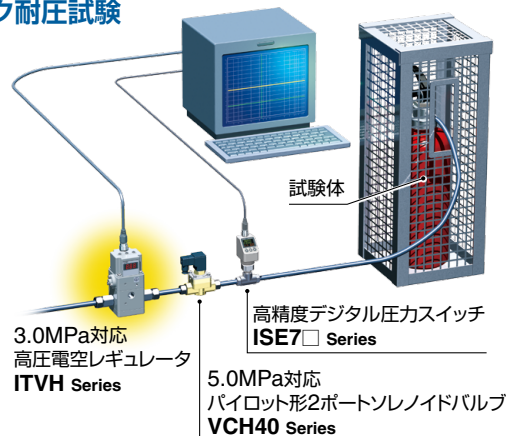 ク耐圧試験
試験体
3.0MPa対応
高圧電空レギュレータ
ITVH Series
高精度デジタル圧力スイッチ
ISE7□ Series
5.0MPa対応
パイロット形2ポートソレノイドバルブ
VCH40 Series